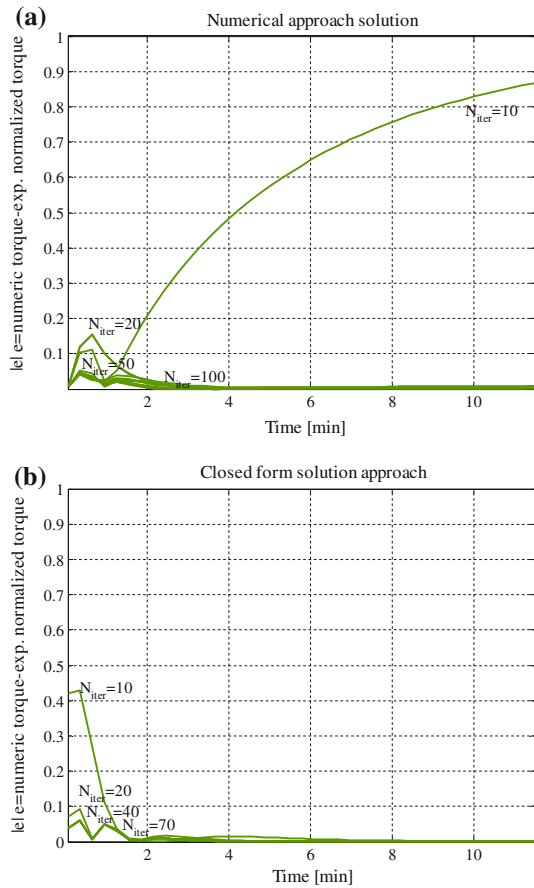 (a)
Numerical approach solution
|e| e=numeric torque-exp. normalized torque
1
0.9
0.8
0.7
0.6
0.5
0.4
0.3
0.2
0.1
N_iter=10
N_iter=20
N_iter=50
N_iter=100
2 4 6 8 10
Time [min]
(b)
Closed form solution approach
|e| e=numeric torque-exp. normalized torque
1
0.9
0.8
0.7
0.6
0.5
0.4
0.3
0.2
0.1
0
N_iter=10
N_iter=20
N_iter=40
N_iter=70
2 4 6 8 10
Time [min]